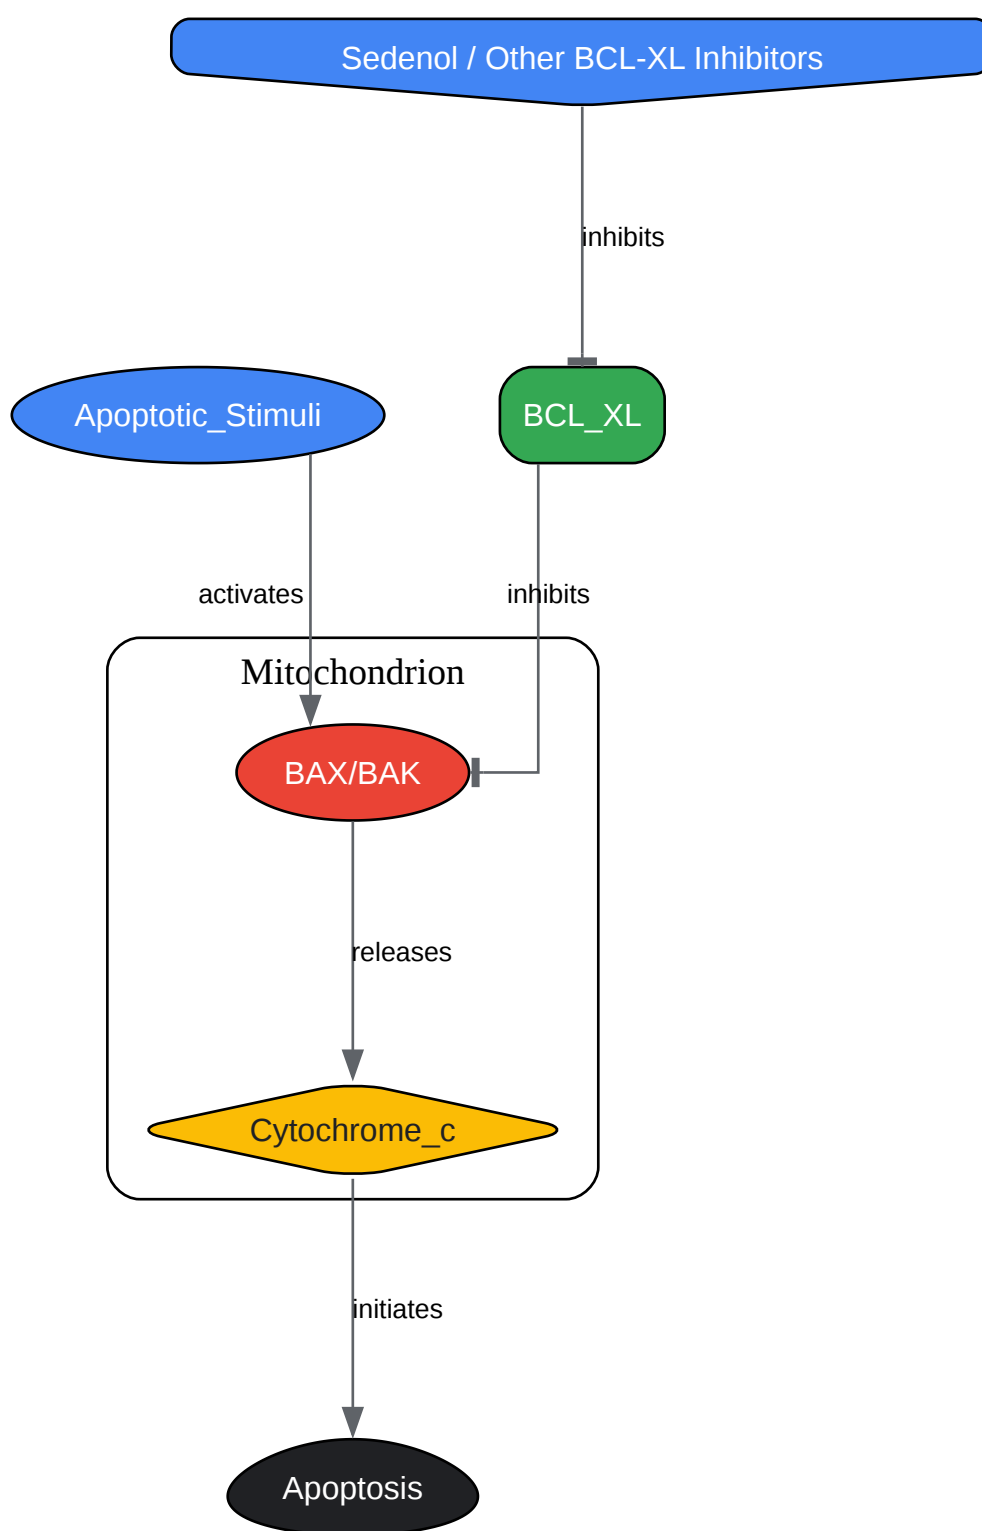 Sedenol / Other BCL-XL Inhibitors
inhibits
Apoptotic_Stimuli
BCL_XL
activates
inhibits
Mitochondrion
BAX/BAK
releases
Cytochrome_c
initiates
Apoptosis